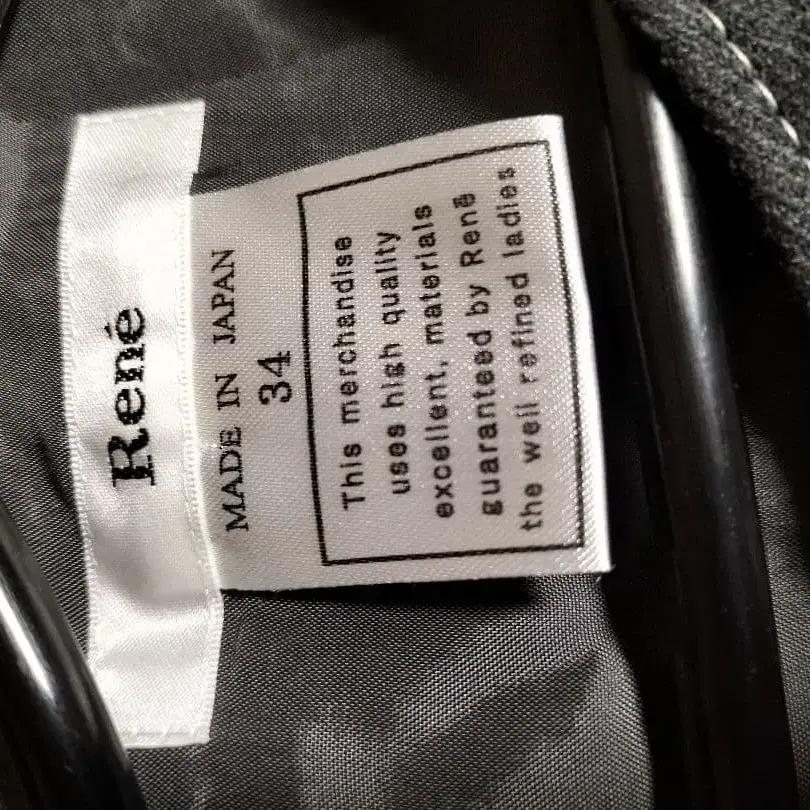 René
MADE IN JAPAN
34
This merchandise
uses high quality
excellent, materials
guaranteed by René
the well refined ladies